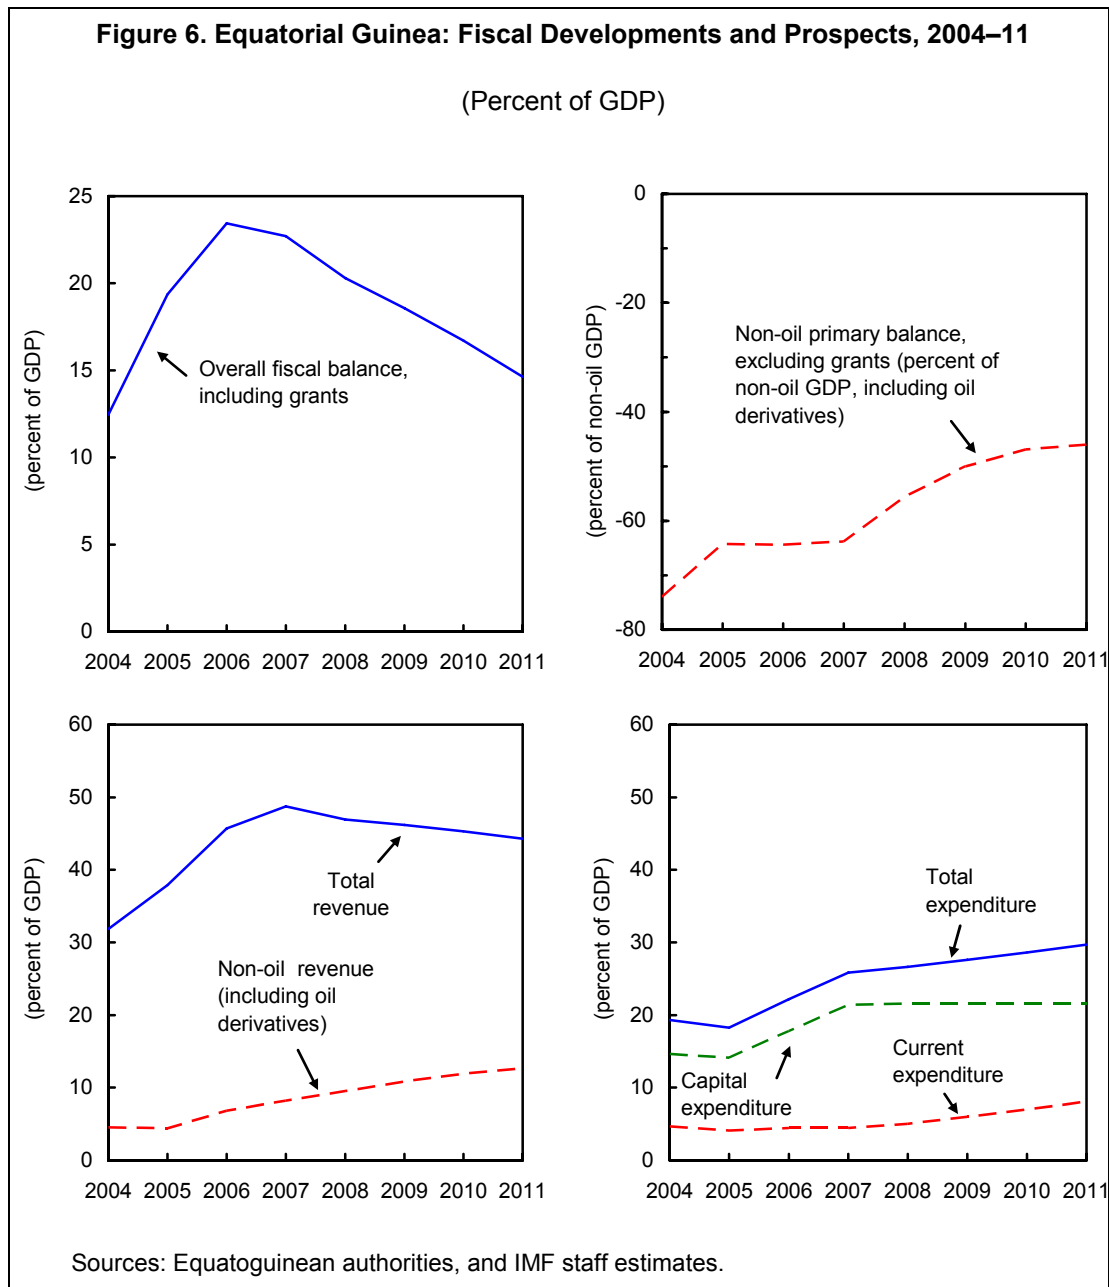 Figure 6. Equatorial Guinea: Fiscal Developments and Prospects, 2004–11
(Percent of GDP)
25
20
15
10
5
0
(percent of GDP)
Overall fiscal balance,
including grants
2004 2005 2006 2007 2008 2009 2010 2011
0
-20
-40
-60
-80
(percent of non-oil GDP)
Non-oil primary balance,
excluding grants (percent of
non-oil GDP, including oil
derivatives)
2004 2005 2006 2007 2008 2009 2010 2011
60
50
40
30
20
10
0
(percent of GDP)
Total
revenue
Non-oil revenue
(including oil
derivatives)
2004 2005 2006 2007 2008 2009 2010 2011
60
50
40
30
20
10
0
(percent of GDP)
Total
expenditure
Capital
expenditure
Current
expenditure
2004 2005 2006 2007 2008 2009 2010 2011
Sources: Equatoguinean authorities, and IMF staff estimates.